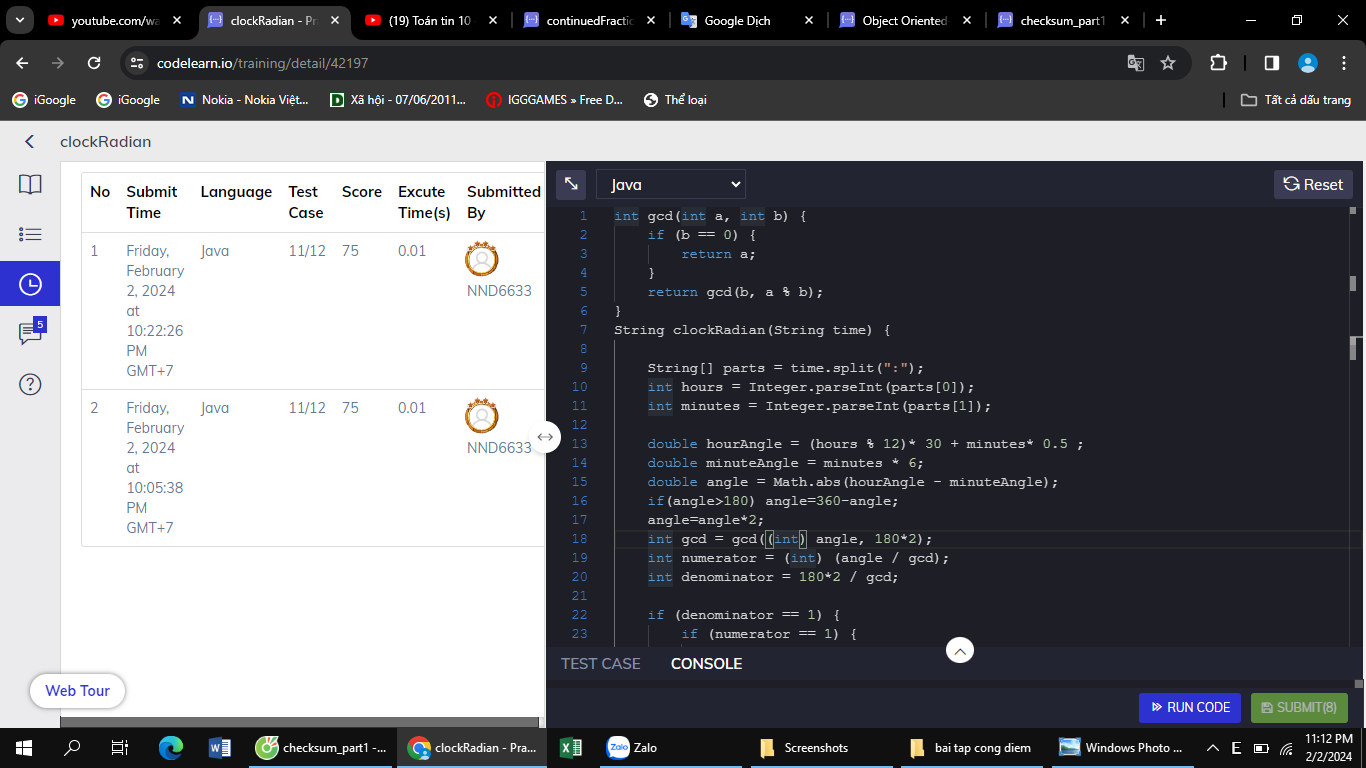 youtube.com/wa
clockRadian - Pra
(19) Toán tin 10
continuedFractic
Google Dịch
Object Oriented
checksum_part1
codelearn.io/training/detail/42197
iGoogle
iGoogle
Nokia - Nokia Việt...
Xã hội - 07/06/2011...
IGGGAMES » Free D...
Thể loại
Tất cả dấu trang
clockRadian
No Submit Time Language Test Case Score Excute Time(s) Submitted By
1 Friday, February 2, 2024 at 10:22:26 PM GMT+7 Java 11/12 75 0.01 NND6633
2 Friday, February 2, 2024 at 10:05:38 PM GMT+7 Java 11/12 75 0.01 NND6633
5
Web Tour
Java
Reset
1 int gcd(int a, int b) {
2 if (b == 0) {
3 return a;
4 }
5 return gcd(b, a % b);
6 }
7 String clockRadian(String time) {
8
9 String[] parts = time.split(":");
10 int hours = Integer.parseInt(parts[0]);
11 int minutes = Integer.parseInt(parts[1]);
12
13 double hourAngle = (hours % 12)* 30 + minutes* 0.5 ;
14 double minuteAngle = minutes * 6;
15 double angle = Math.abs(hourAngle - minuteAngle);
16 if(angle>180) angle=360-angle;
17 angle=angle*2;
18 int gcd = gcd((int) angle, 180*2);
19 int numerator = (int) (angle / gcd);
20 int denominator = 180*2 / gcd;
21
22 if (denominator == 1) {
23 if (numerator == 1) {
TEST CASE
CONSOLE
RUN CODE
SUBMIT(8)
checksum_part1 -...
clockRadian - Pra...
Zalo
Zalo
Screenshots
bai tap cong diem
Windows Photo ...
E
11:12 PM
2/2/2024